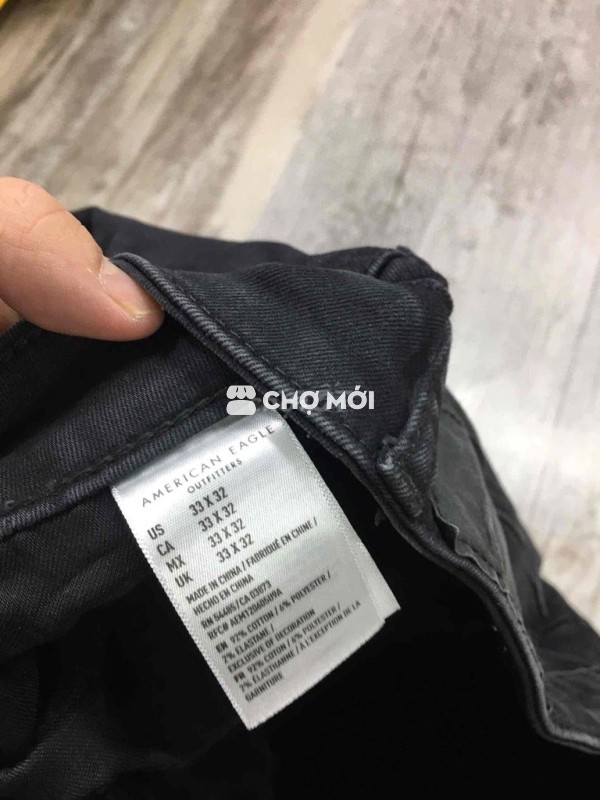 CHỢ MỚI
AMERICAN EAGLE
OUTFITTERS
US 33 X 32
CA 33 X 32
MX 33 X 32
UK 33 X 32
MADE IN CHINA / FABRIQUÉ EN CHINE /
HECHO EN CHINA
RN 54485/CA 03073
EN 92% COTTON / 6% POLYESTER /
2% ELASTANE /
EXCLUSIVE OF DECORATION
FR 92% COTON / 6% POLYESTER /
2% ÉLASTHANNE / À L'EXCEPTION DE LA
GARNITURE